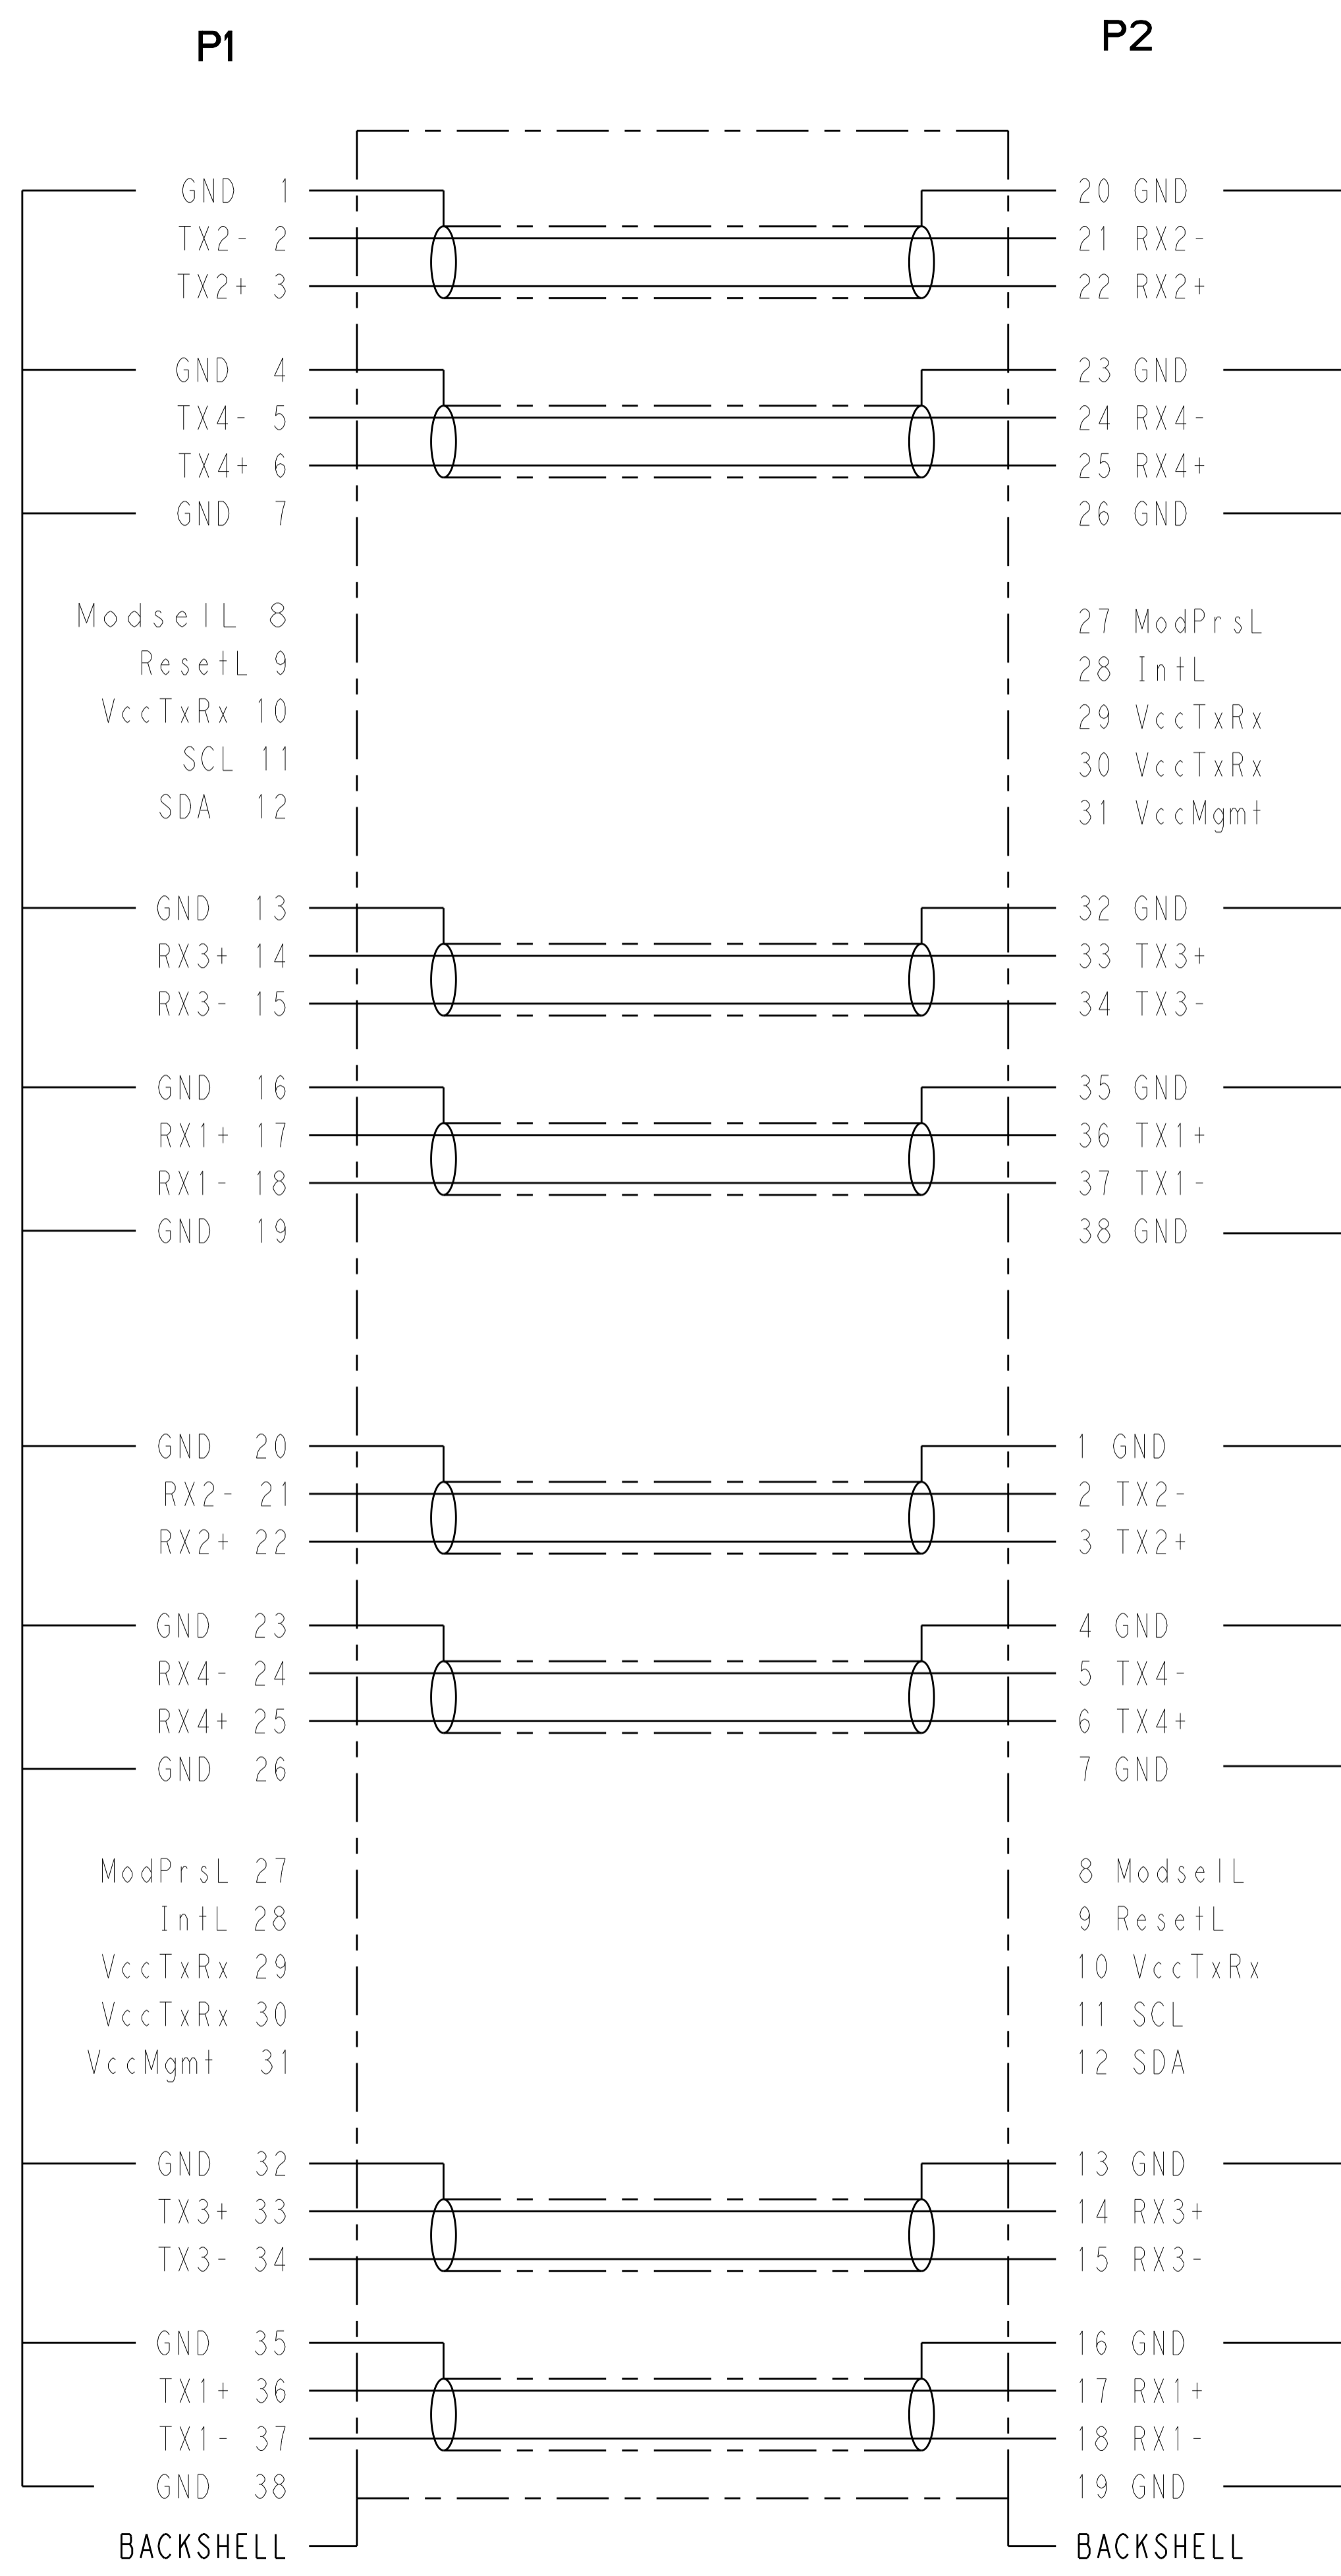 P1 P2
GND 1 20 GND
TX2- 2 21 RX2-
TX2+ 3 22 RX2+
GND 4 23 GND
TX4- 5 24 RX4-
TX4+ 6 25 RX4+
GND 7 26 GND
ModselL 8 27 ModPrsL
ResetL 9 28 IntL
VccTxRx 10 29 VccTxRx
SCL 11 30 VccTxRx
SDA 12 31 VccMgmt
GND 13 32 GND
RX3+ 14 33 TX3+
RX3- 15 34 TX3-
GND 16 35 GND
RX1+ 17 36 TX1+
RX1- 18 37 TX1-
GND 19 38 GND
GND 20 1 GND
RX2- 21 2 TX2-
RX2+ 22 3 TX2+
GND 23 4 GND
RX4- 24 5 TX4-
RX4+ 25 6 TX4+
GND 26 7 GND
ModPrsL 27 8 ModselL
IntL 28 9 ResetL
VccTxRx 29 10 VccTxRx
VccTxRx 30 11 SCL
VccMgmt 31 12 SDA
GND 32 13 GND
TX3+ 33 14 RX3+
TX3- 34 15 RX3-
GND 35 16 GND
TX1+ 36 17 RX1+
TX1- 37 18 RX1-
GND 38 19 GND
BACKSHELL BACKSHELL